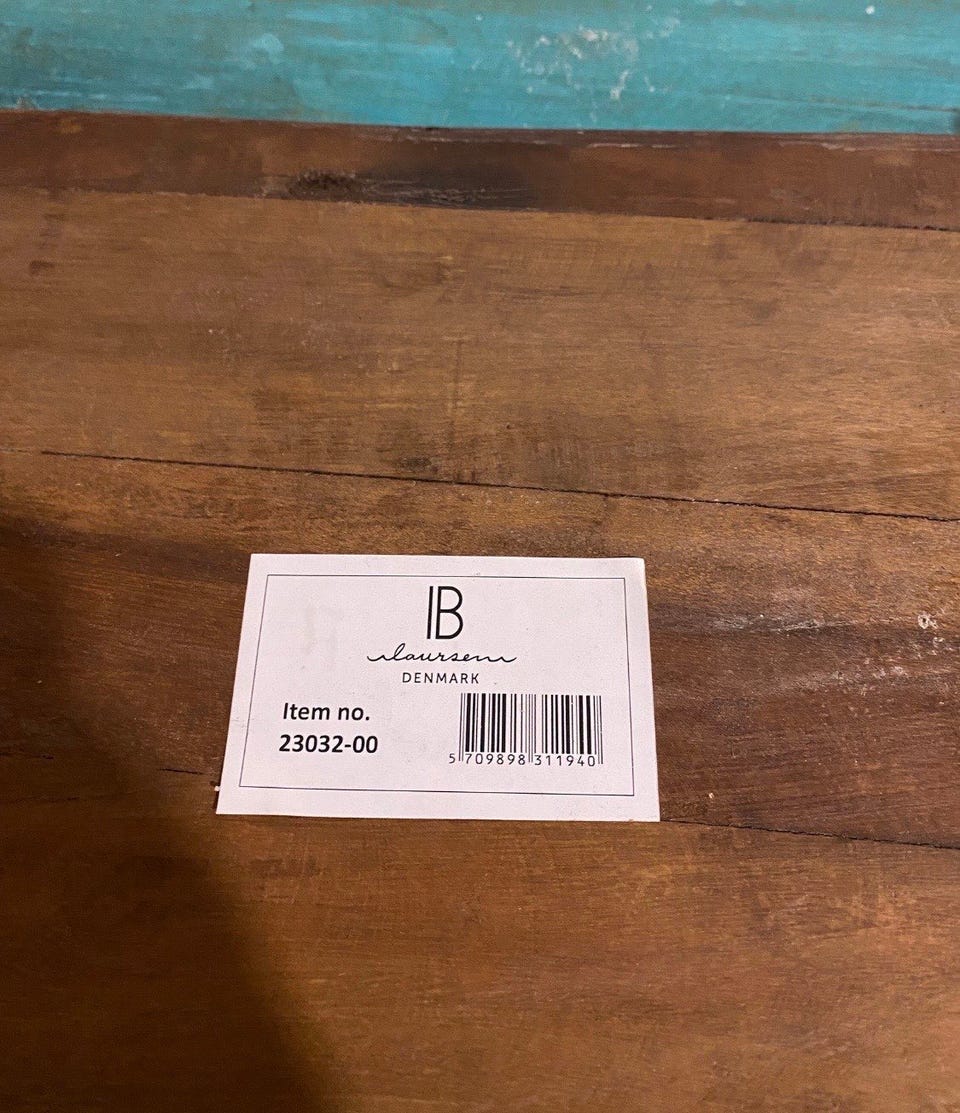 IB
laursen
DENMARK
Item no.
23032-00
5 709898 311940